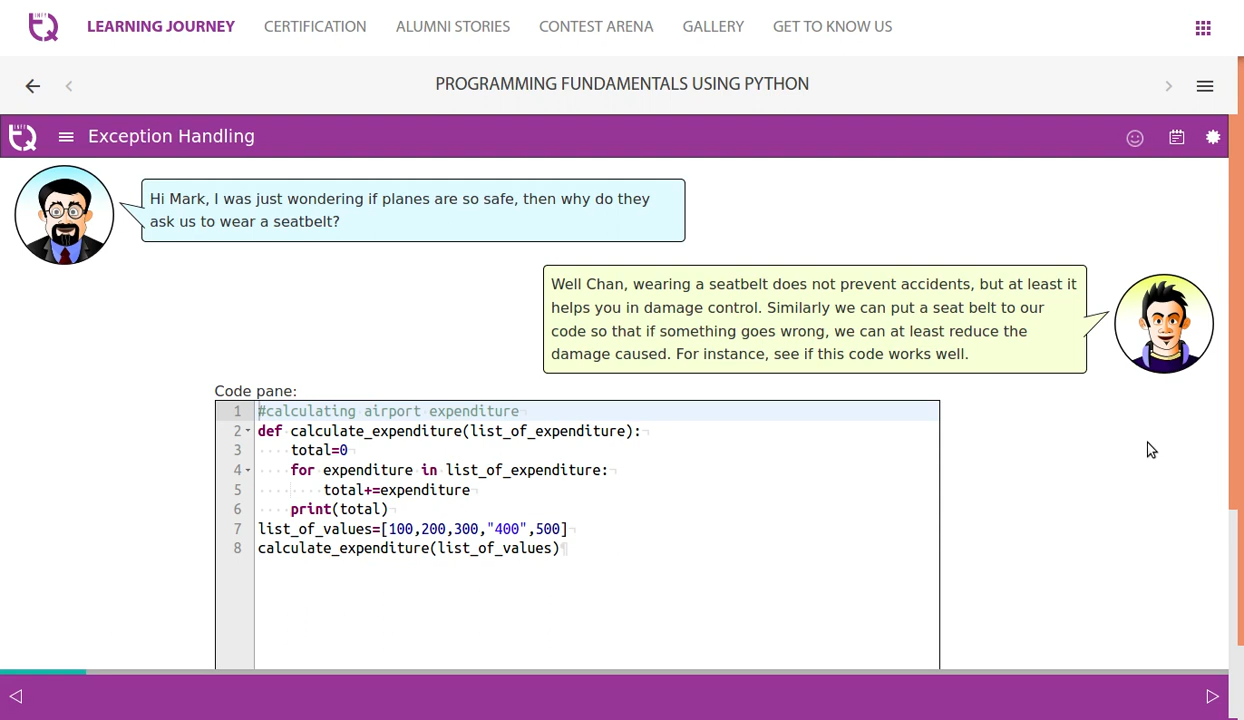 LEARNING JOURNEY CERTIFICATION ALUMNI STORIES CONTEST ARENA GALLERY GET TO KNOW US
PROGRAMMING FUNDAMENTALS USING PYTHON
Exception Handling
Hi Mark, I was just wondering if planes are so safe, then why do they
ask us to wear a seatbelt?
Well Chan, wearing a seatbelt does not prevent accidents, but at least it
helps you in damage control. Similarly we can put a seat belt to our
code so that if something goes wrong, we can at least reduce the
damage caused. For instance, see if this code works well.
Code pane:
1 #calculating airport expenditure
2 def calculate_expenditure(list_of_expenditure):
3     total=0
4     for expenditure in list_of_expenditure:
5         total+=expenditure
6     print(total)
7 list_of_values=[100,200,300,"400",500]
8 calculate_expenditure(list_of_values)